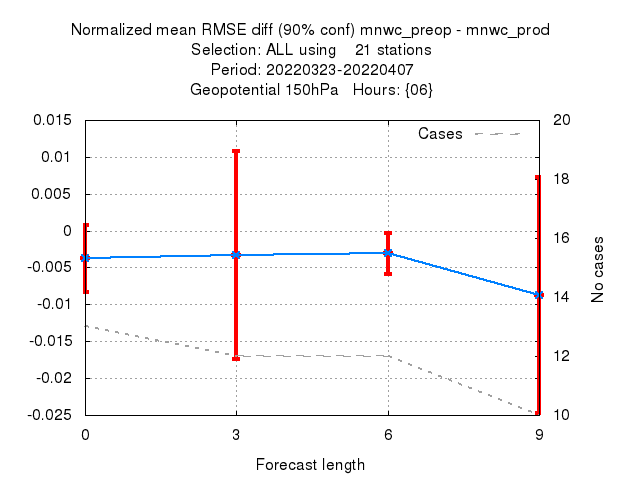 Normalized mean RMSE diff (90% conf) mnwc_preop - mnwc_prod
Selection: ALL using    21 stations
Period: 20220323-20220407
Geopotential 150hPa   Hours: {06}
Cases
0.015
0.01
0.005
0
-0.005
-0.01
-0.015
-0.02
-0.025
20
18
16
14
12
10
No cases
0 3 6 9
Forecast length